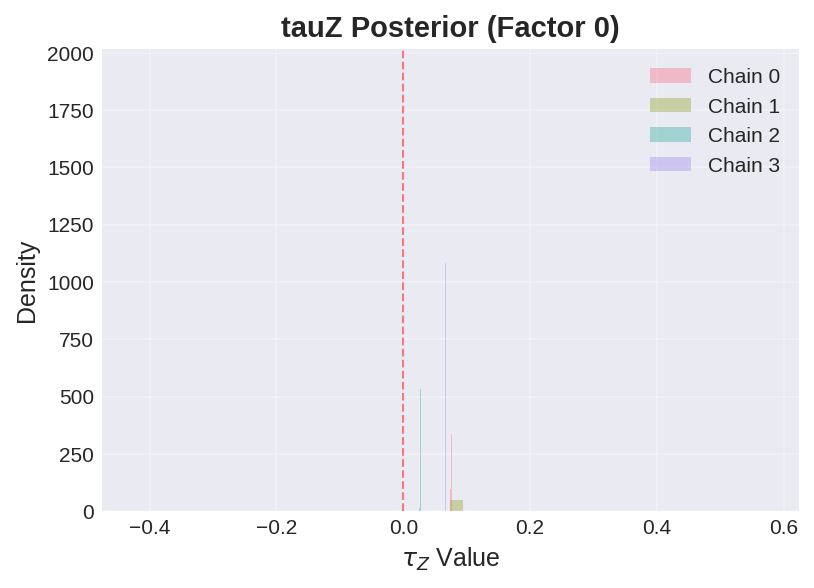 tauZ Posterior (Factor 0)
2000
1750
1500
1250
1000
750
500
250
0
Density
Chain 0
Chain 1
Chain 2
Chain 3
−0.4 −0.2 0.0 0.2 0.4 0.6
τ_Z Value